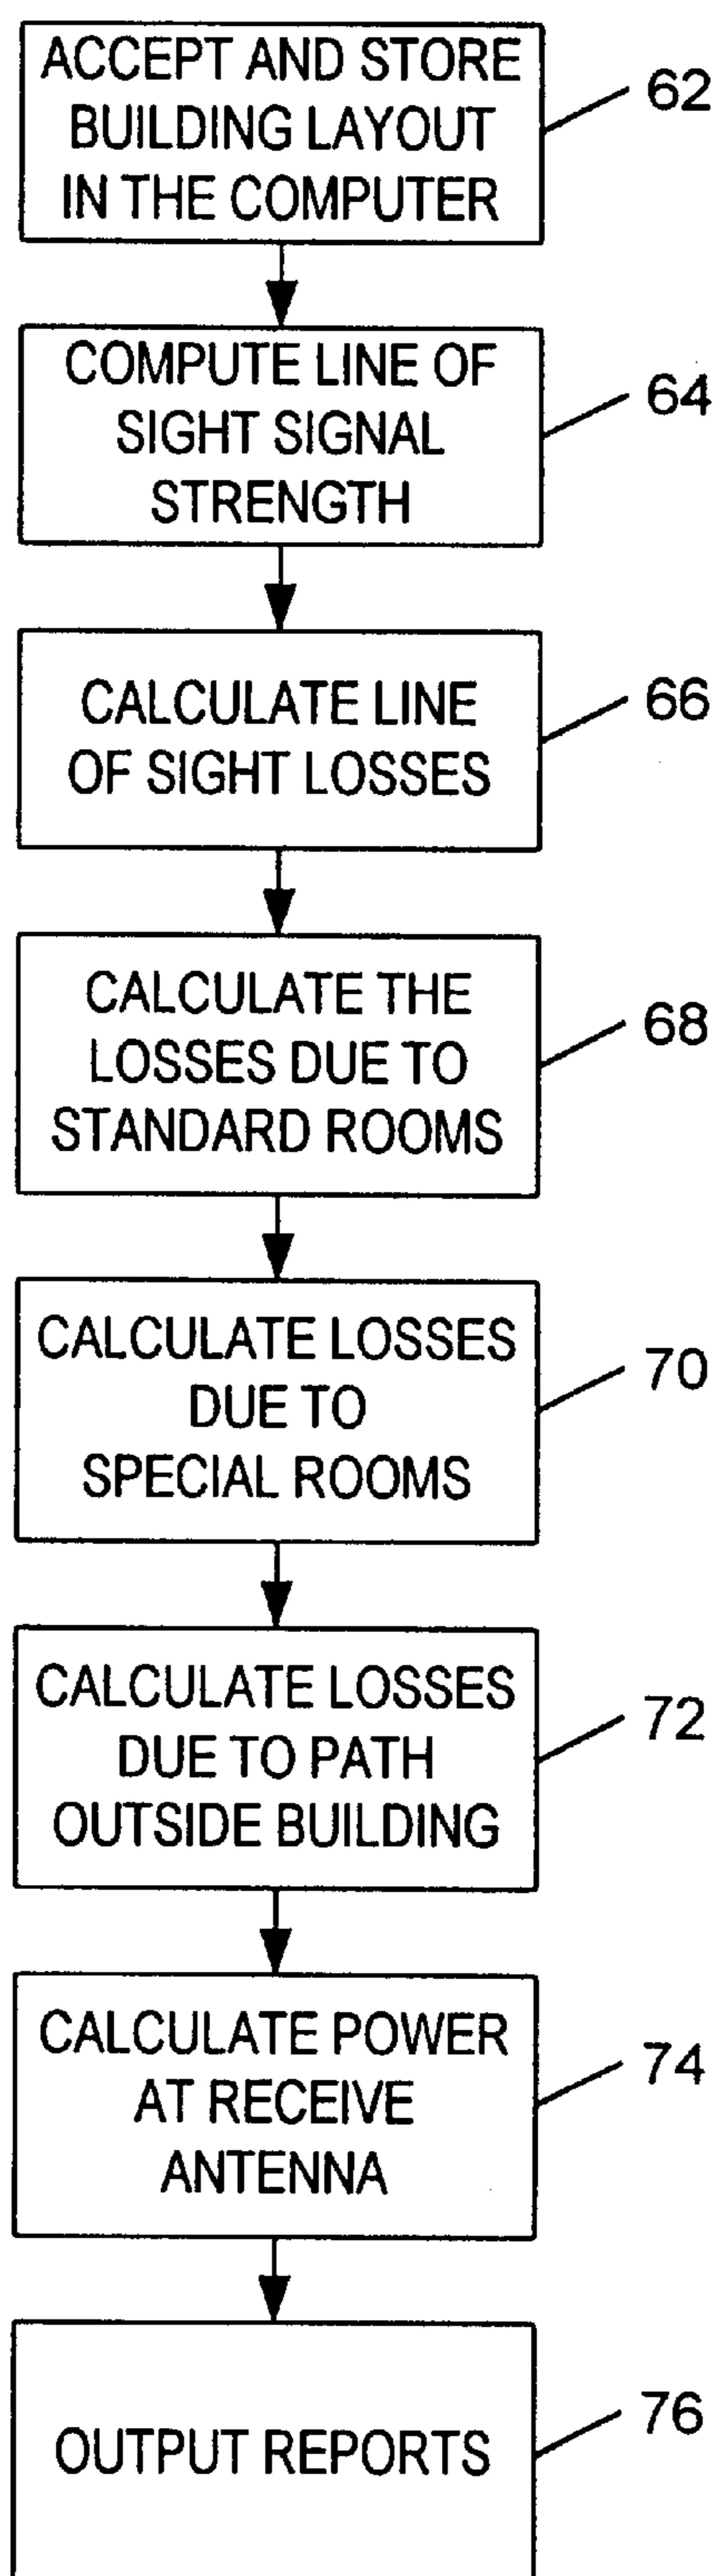 ACCEPT AND STORE
BUILDING LAYOUT
IN THE COMPUTER
62
COMPUTE LINE OF
SIGHT SIGNAL
STRENGTH
64
CALCULATE LINE
OF SIGHT LOSSES
66
CALCULATE THE
LOSSES DUE TO
STANDARD ROOMS
68
CALCULATE LOSSES
DUE TO
SPECIAL ROOMS
70
CALCULATE LOSSES
DUE TO PATH
OUTSIDE BUILDING
72
CALCULATE POWER
AT RECEIVE
ANTENNA
74
OUTPUT REPORTS
76